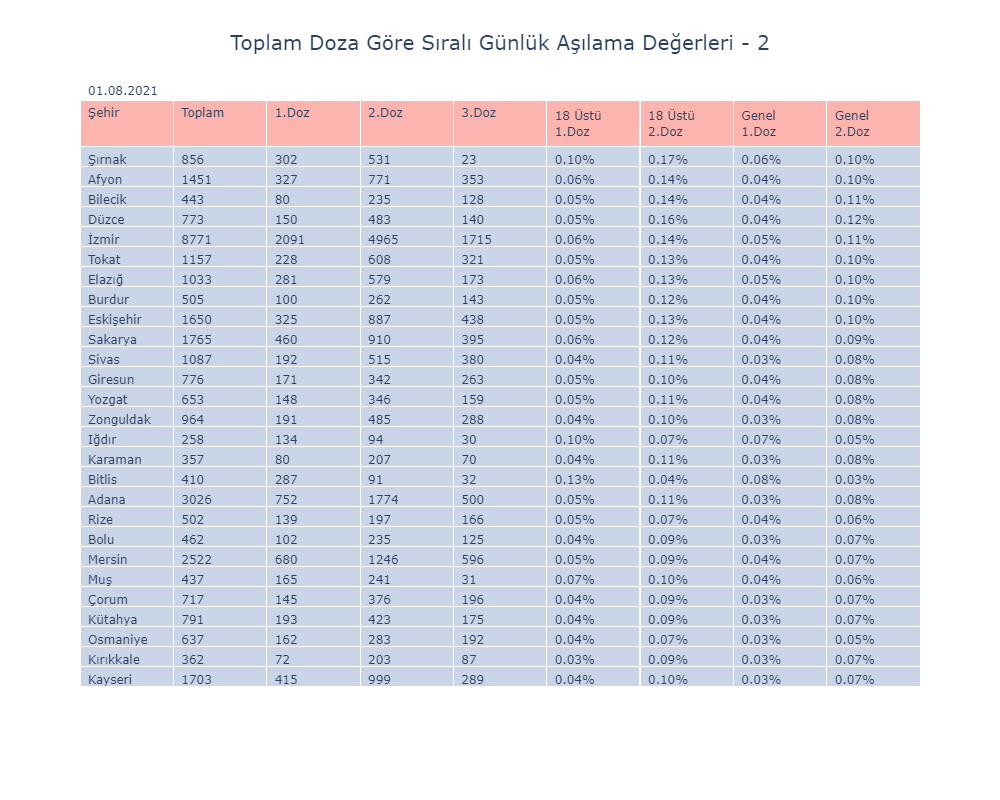 Toplam Doza Göre Sıralı Günlük Aşılama Değerleri - 2
01.08.2021
Şehir Toplam 1.Doz 2.Doz 3.Doz 18 Üstü 1.Doz 18 Üstü 2.Doz Genel 1.Doz Genel 2.Doz
Şırnak 856 302 531 23 0.10% 0.17% 0.06% 0.10%
Afyon 1451 327 771 353 0.06% 0.14% 0.04% 0.10%
Bilecik 443 80 235 128 0.05% 0.14% 0.04% 0.11%
Düzce 773 150 483 140 0.05% 0.16% 0.04% 0.12%
İzmir 8771 2091 4965 1715 0.06% 0.14% 0.05% 0.11%
Tokat 1157 228 608 321 0.05% 0.13% 0.04% 0.10%
Elazığ 1033 281 579 173 0.06% 0.13% 0.05% 0.10%
Burdur 505 100 262 143 0.05% 0.12% 0.04% 0.10%
Eskişehir 1650 325 887 438 0.05% 0.13% 0.04% 0.10%
Sakarya 1765 460 910 395 0.06% 0.12% 0.04% 0.09%
Sivas 1087 192 515 380 0.04% 0.11% 0.03% 0.08%
Giresun 776 171 342 263 0.05% 0.10% 0.04% 0.08%
Yozgat 653 148 346 159 0.05% 0.11% 0.04% 0.08%
Zonguldak 964 191 485 288 0.04% 0.10% 0.03% 0.08%
Iğdır 258 134 94 30 0.10% 0.07% 0.07% 0.05%
Karaman 357 80 207 70 0.04% 0.11% 0.03% 0.08%
Bitlis 410 287 91 32 0.13% 0.04% 0.08% 0.03%
Adana 3026 752 1774 500 0.05% 0.11% 0.03% 0.08%
Rize 502 139 197 166 0.05% 0.07% 0.04% 0.06%
Bolu 462 102 235 125 0.04% 0.09% 0.03% 0.07%
Mersin 2522 680 1246 596 0.05% 0.09% 0.04% 0.07%
Muş 437 165 241 31 0.07% 0.10% 0.04% 0.06%
Çorum 717 145 376 196 0.04% 0.09% 0.03% 0.07%
Kütahya 791 193 423 175 0.04% 0.09% 0.03% 0.07%
Osmaniye 637 162 283 192 0.04% 0.07% 0.03% 0.05%
Kırıkkale 362 72 203 87 0.03% 0.09% 0.03% 0.07%
Kayseri 1703 415 999 289 0.04% 0.10% 0.03% 0.07%